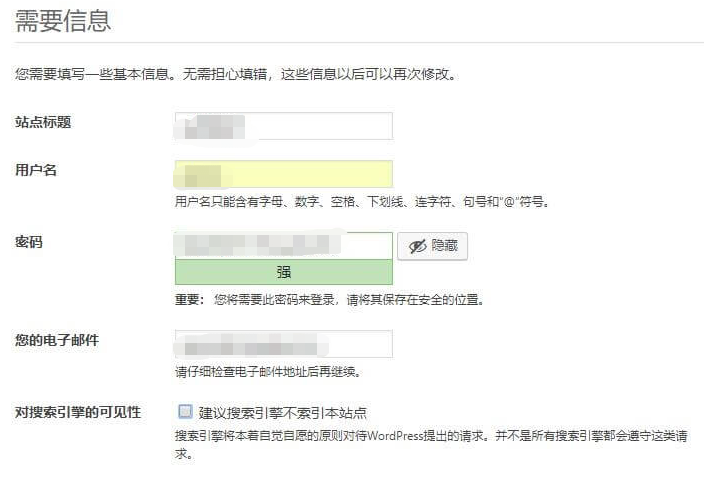 需要信息
您需要填写一些基本信息。无需担心填错，这些信息以后可以再次修改。
站点标题
用户名
用户名只能含有字母、数字、空格、下划线、连字符、句号和“@”符号。
密码
隐藏
强
重要： 您将需要此密码来登录，请将其保存在安全的位置。
您的电子邮件
请仔细检查电子邮件地址后再继续。
对搜索引擎的可见性 建议搜索引擎不索引本站点
搜索引擎将本着自觉自愿的原则对待WordPress提出的请求。并不是所有搜索引擎都会遵守这类请
求。